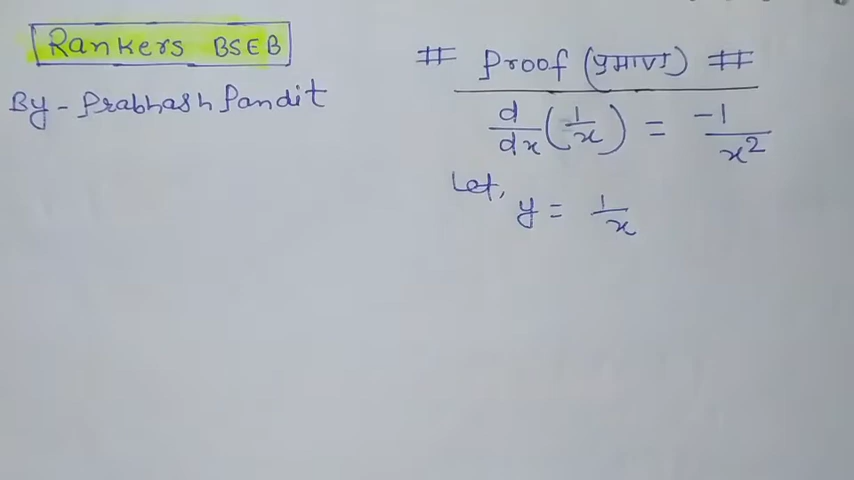 Rankers BSEB
By - Prabhash Pandit
# Proof (प्रमाण) #
d/dx (1/x) = -1/x²
Let,
y = 1/x